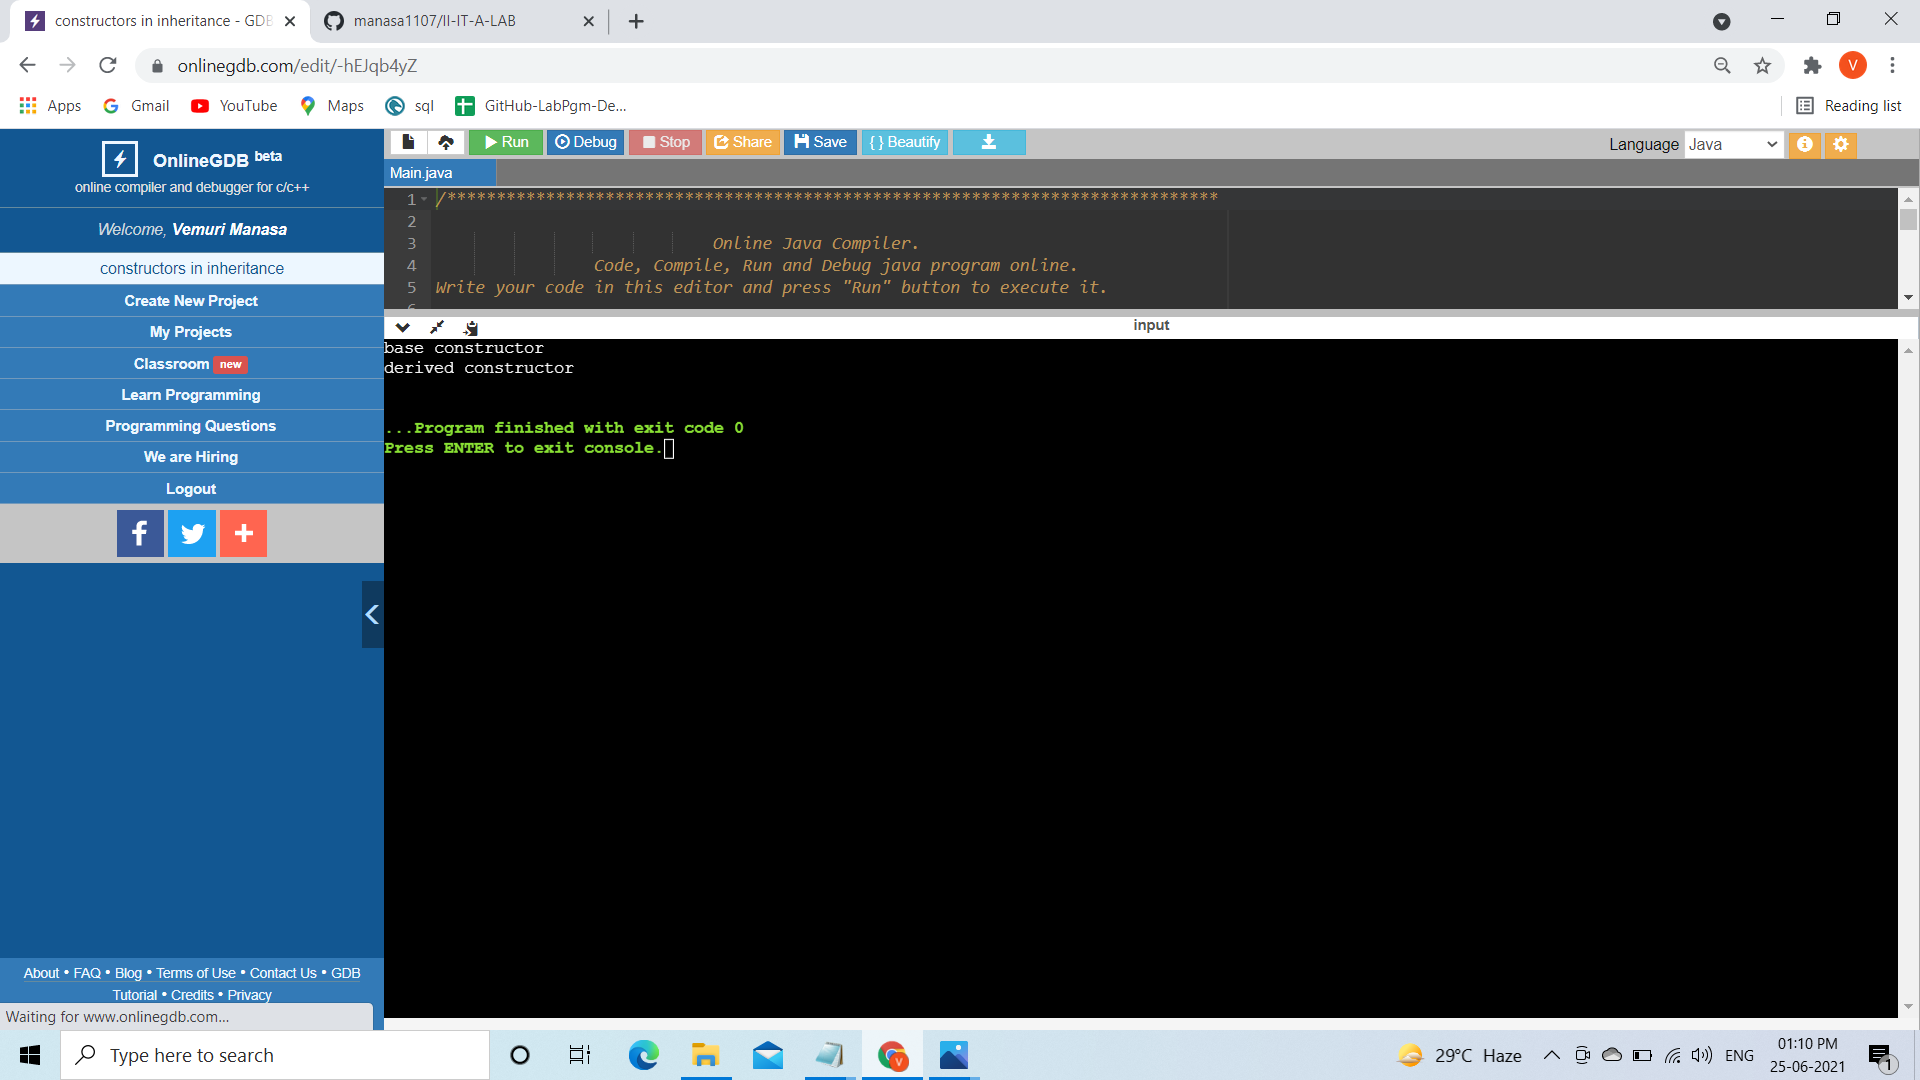 constructors in inheritance - GDB
manasa1107/II-IT-A-LAB
onlinegdb.com/edit/-hEJqb4yZ
V
Apps
Gmail
YouTube
Maps
sql
GitHub-LabPgm-De...
Reading list
OnlineGDB beta
online compiler and debugger for c/c++
Welcome, Vemuri Manasa
constructors in inheritance
Create New Project
My Projects
Classroom new
Learn Programming
Programming Questions
We are Hiring
Logout
About • FAQ • Blog • Terms of Use • Contact Us • GDB
Tutorial • Credits • Privacy
Waiting for www.onlinegdb.com...
Run
Debug
Stop
Share
Save
{ } Beautify
Language Java
Main.java
1 /******************************************************************************
2
3 Online Java Compiler.
4 Code, Compile, Run and Debug java program online.
5 Write your code in this editor and press "Run" button to execute it.
input
base constructor
derived constructor
...Program finished with exit code 0
Press ENTER to exit console.
Type here to search
29°C Haze
ENG
01:10 PM
25-06-2021
1